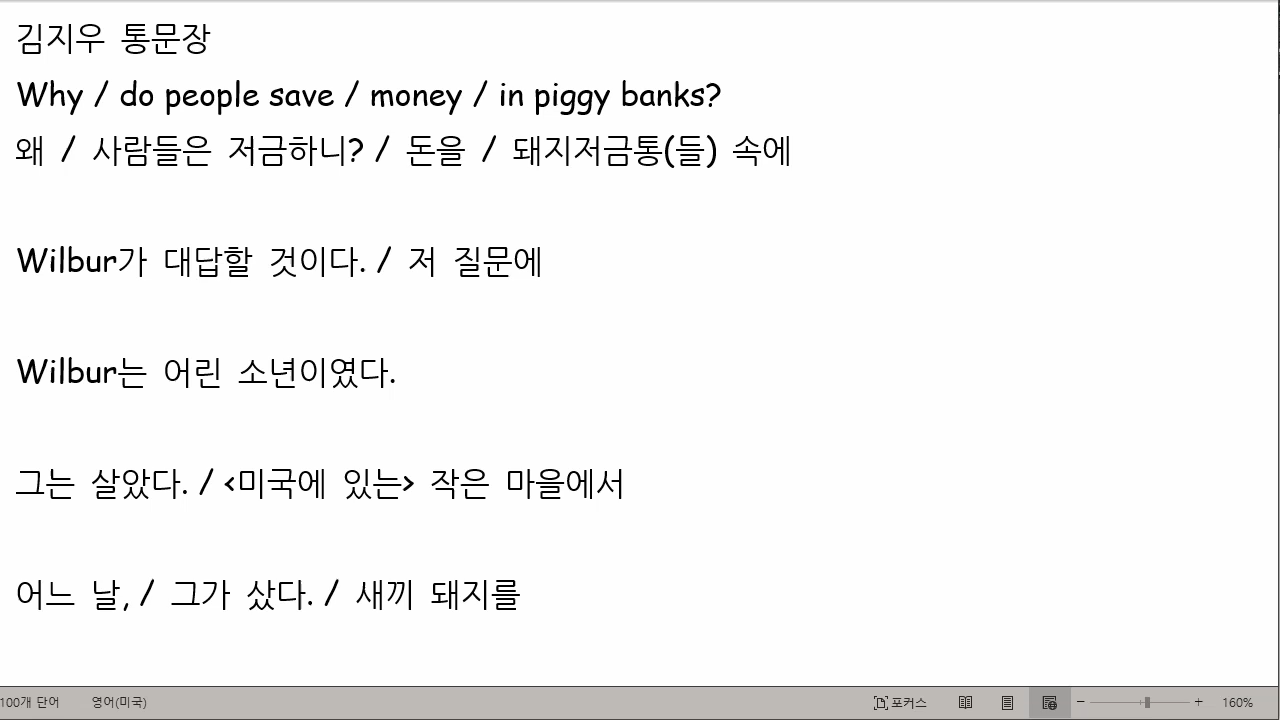 김지우 통문장
Why / do people save / money / in piggy banks?
왜 / 사람들은 저금하니? / 돈을 / 돼지저금통(들) 속에
Wilbur가 대답할 것이다. / 저 질문에
Wilbur는 어린 소년이였다.
그는 살았다. / <미국에 있는> 작은 마을에서
어느 날, / 그가 샀다. / 새끼 돼지를
100개 단어 영어(미국) 포커스 160%